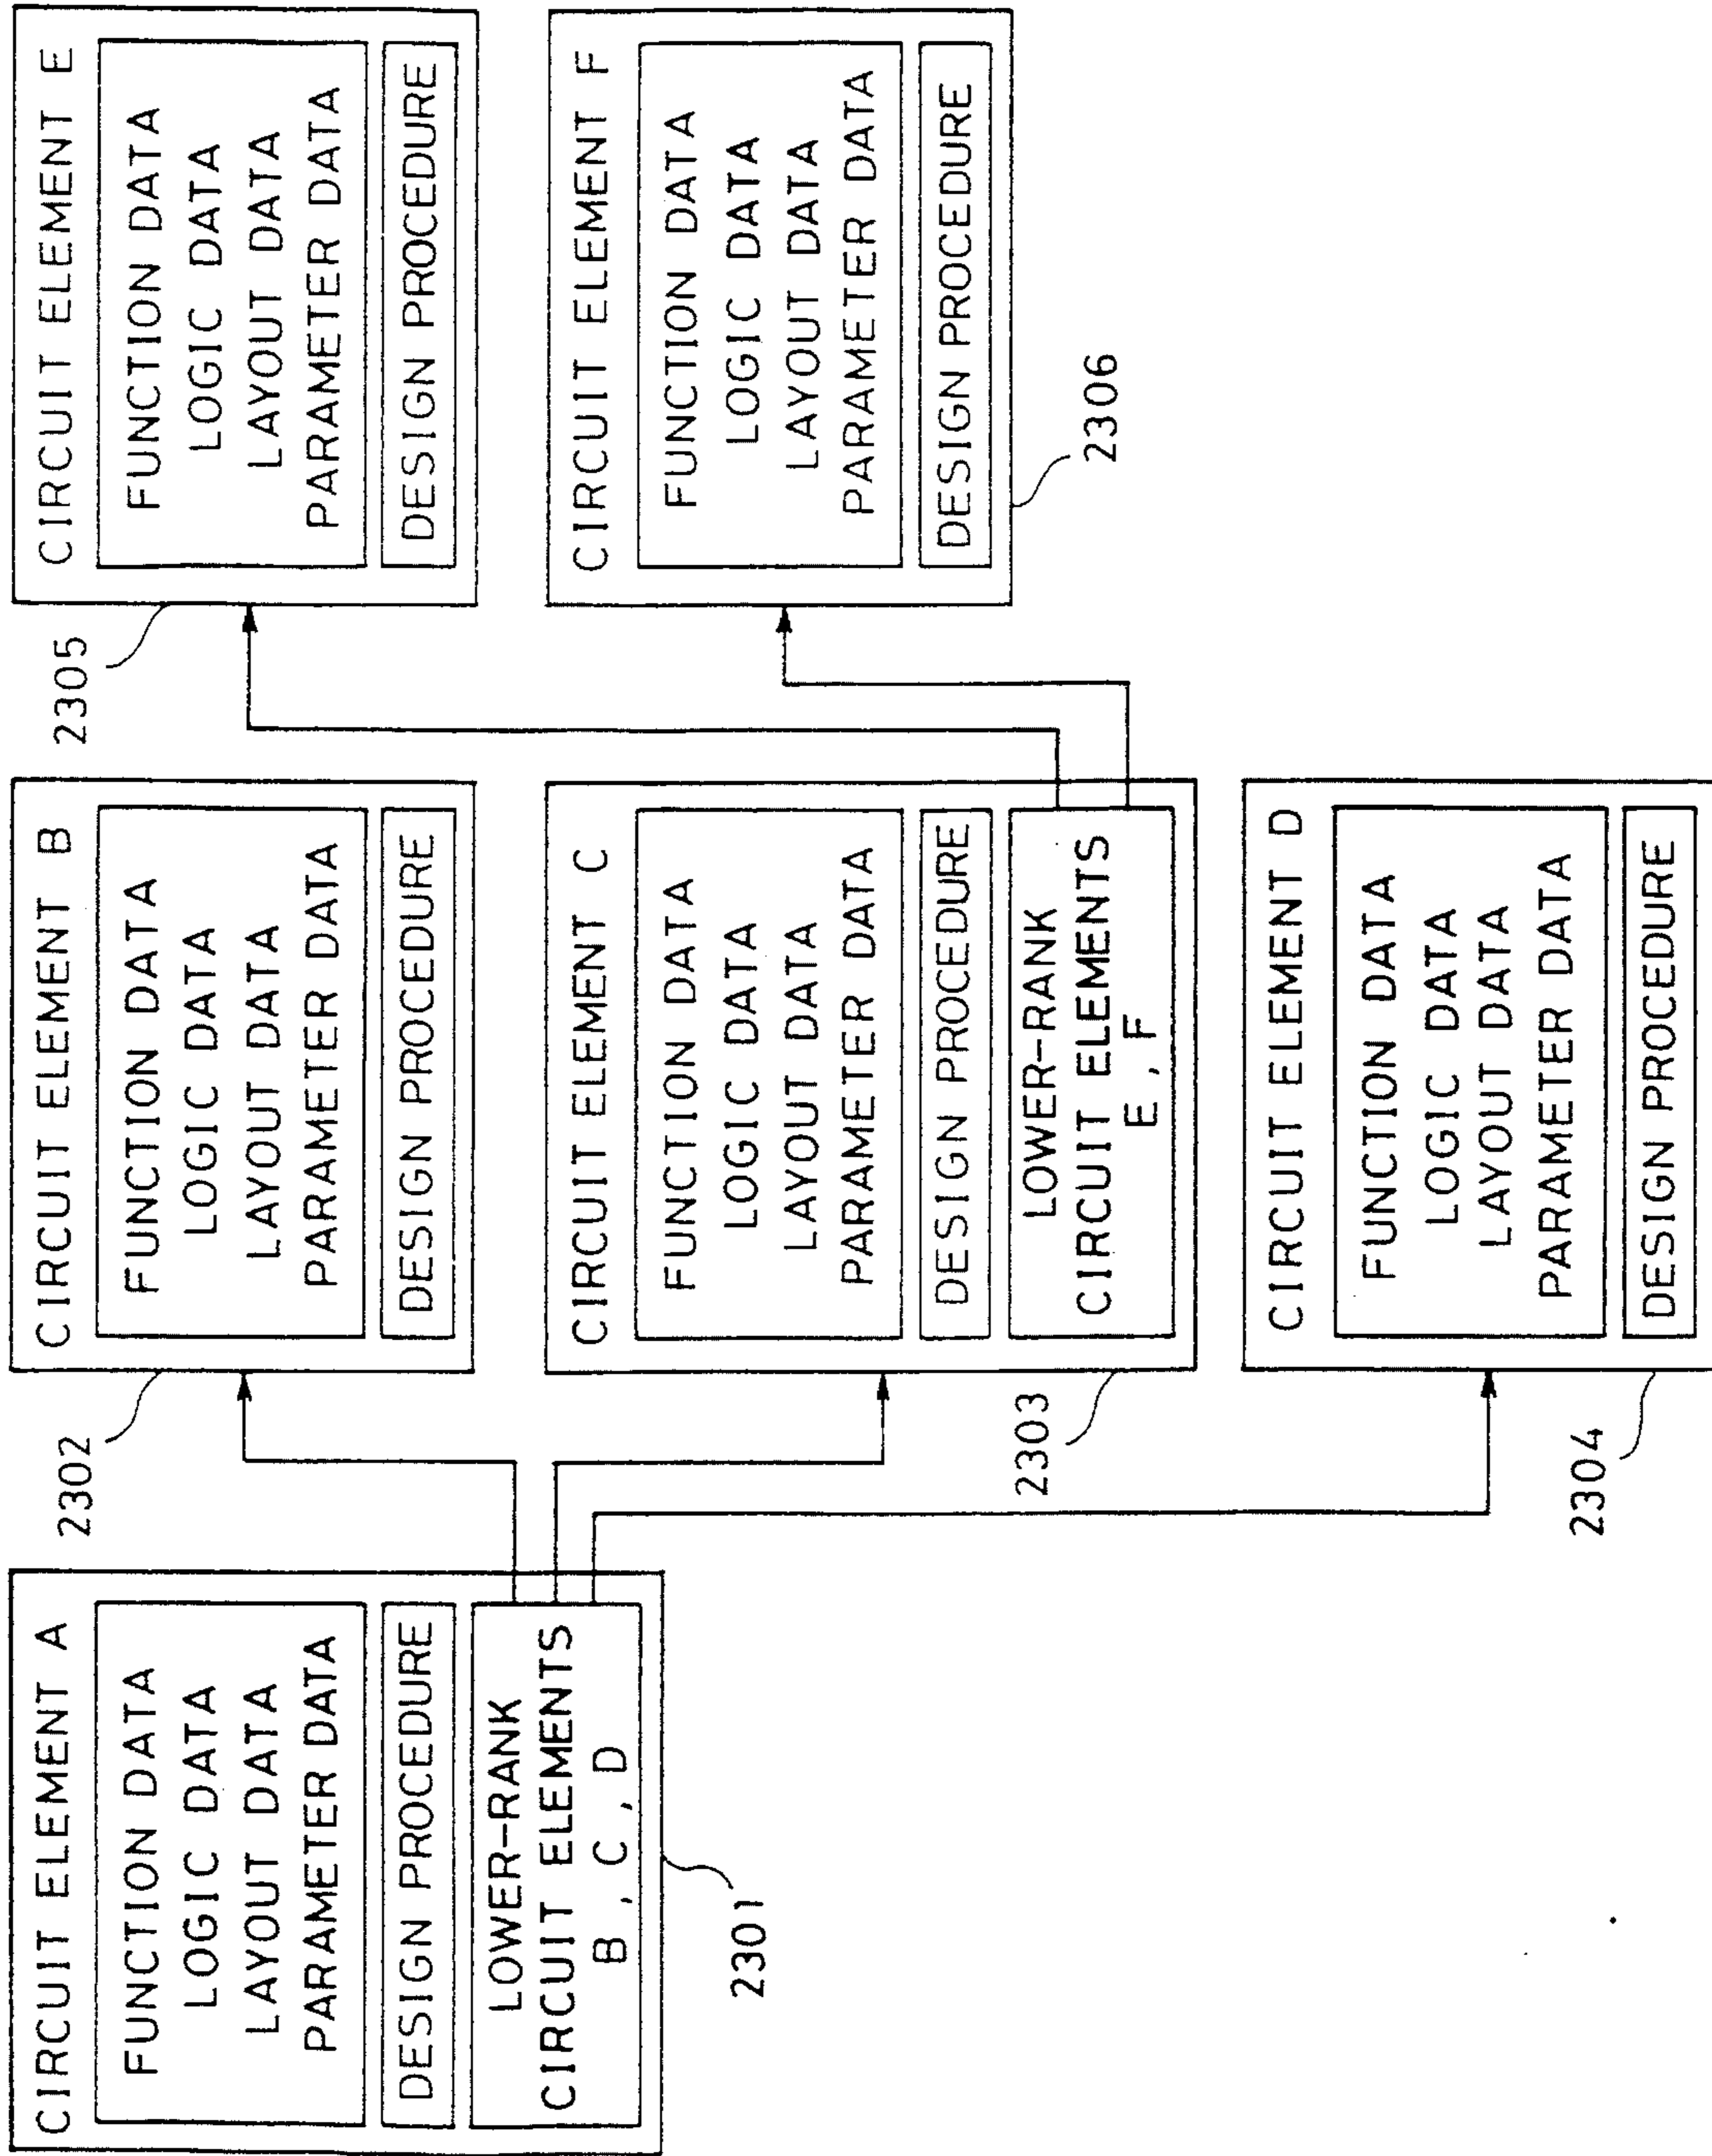 CIRCUIT ELEMENT A
FUNCTION DATA
LOGIC DATA
LAYOUT DATA
PARAMETER DATA
DESIGN PROCEDURE
LOWER-RANK
CIRCUIT ELEMENTS
B, C, D
2301
2302
CIRCUIT ELEMENT B
FUNCTION DATA
LOGIC DATA
LAYOUT DATA
PARAMETER DATA
DESIGN PROCEDURE
CIRCUIT ELEMENT C
FUNCTION DATA
LOGIC DATA
LAYOUT DATA
PARAMETER DATA
DESIGN PROCEDURE
LOWER-RANK
CIRCUIT ELEMENTS
E, F
2303
CIRCUIT ELEMENT D
FUNCTION DATA
LOGIC DATA
LAYOUT DATA
PARAMETER DATA
DESIGN PROCEDURE
2304
2305
CIRCUIT ELEMENT E
FUNCTION DATA
LOGIC DATA
LAYOUT DATA
PARAMETER DATA
DESIGN PROCEDURE
CIRCUIT ELEMENT F
FUNCTION DATA
LOGIC DATA
LAYOUT DATA
PARAMETER DATA
DESIGN PROCEDURE
2306